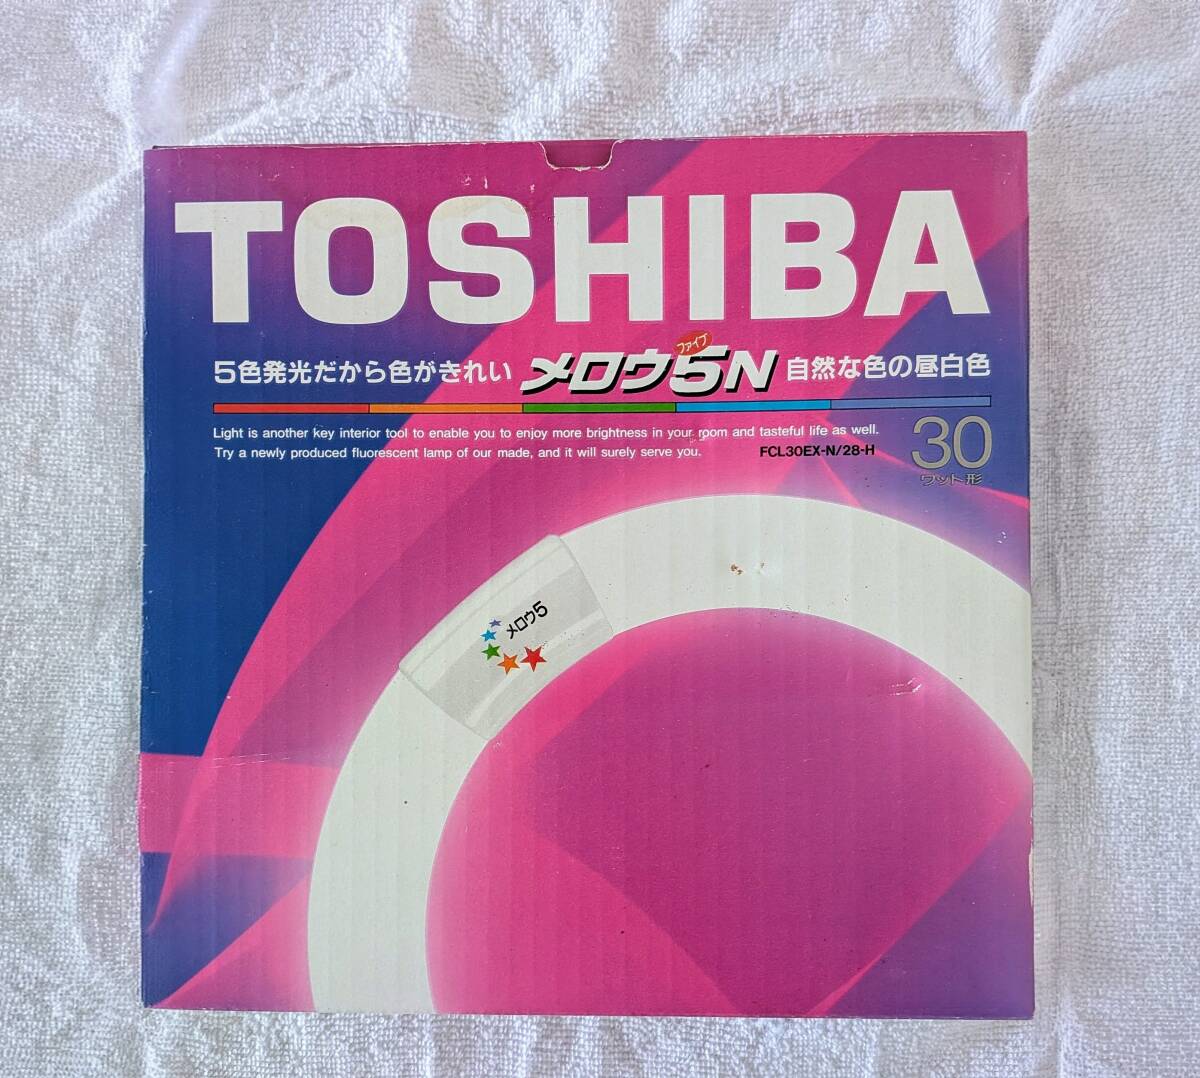 TOSHIBA
5色発光だから色がきれい メロウ5N 自然な色の昼白色
ファイブ
Light is another key interior tool to enable you to enjoy more brightness in your room and tasteful life as well.
Try a newly produced fluorescent lamp of our made, and it will surely serve you.
FCL30EX-N/28-H
30
ワット形
メロウ5